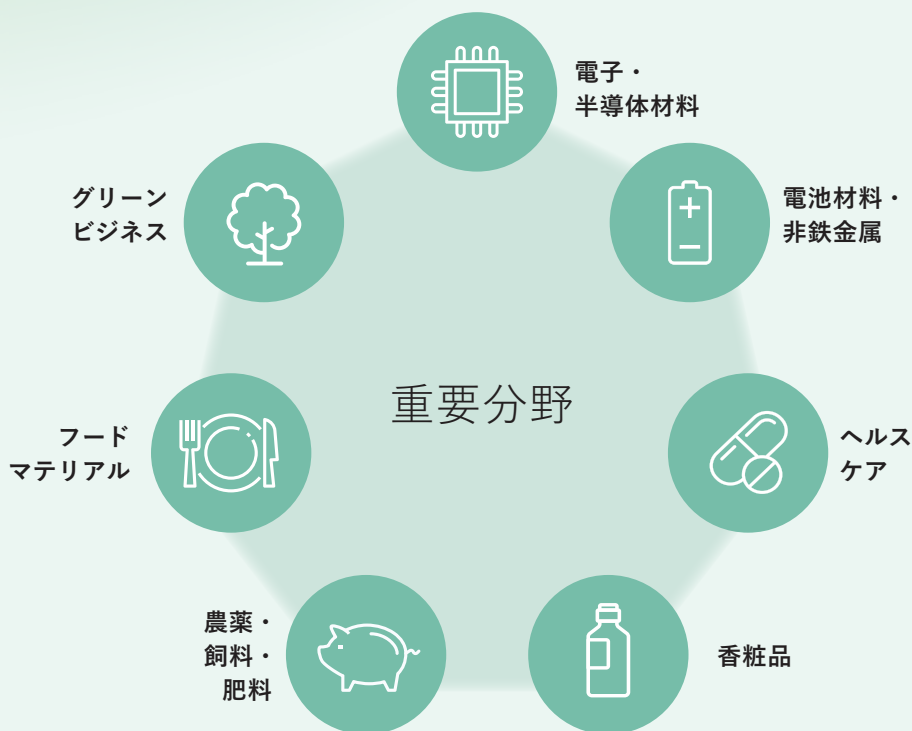 電子・
半導体材料
電池材料・
非鉄金属
ヘルス
ケア
香粧品
農薬・
飼料・
肥料
フード
マテリアル
グリーン
ビジネス
重要分野